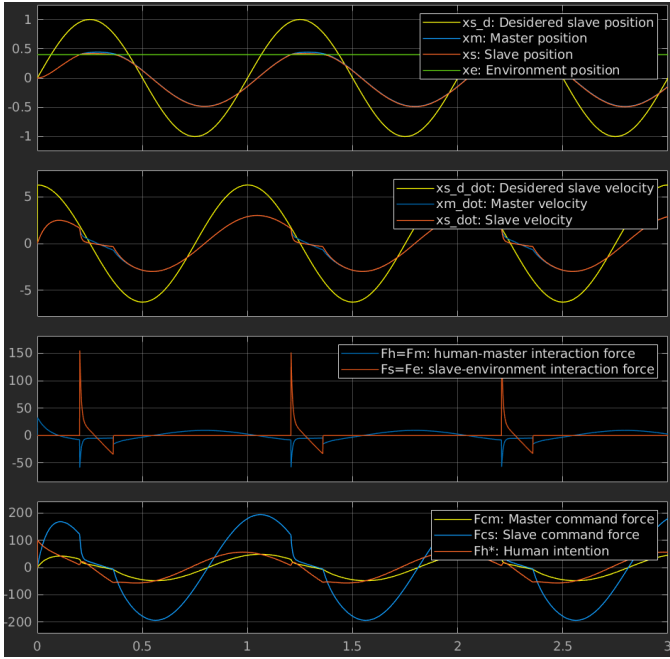 1
xs_d: Desidered slave position
xm: Master position
0.5
xs: Slave position
xe: Environment position
0
-0.5
-1
xs_d_dot: Desidered slave velocity
5
xm_dot: Master velocity
xs_dot: Slave velocity
0
-5
150
Fh=Fm: human-master interaction force
Fs=Fe: slave-environment interaction force
100
50
0
-50
200
Fcm: Master command force
Fcs: Slave command force
100
Fh*: Human intention
0
-100
-200
0 0.5 1 1.5 2 2.5 3